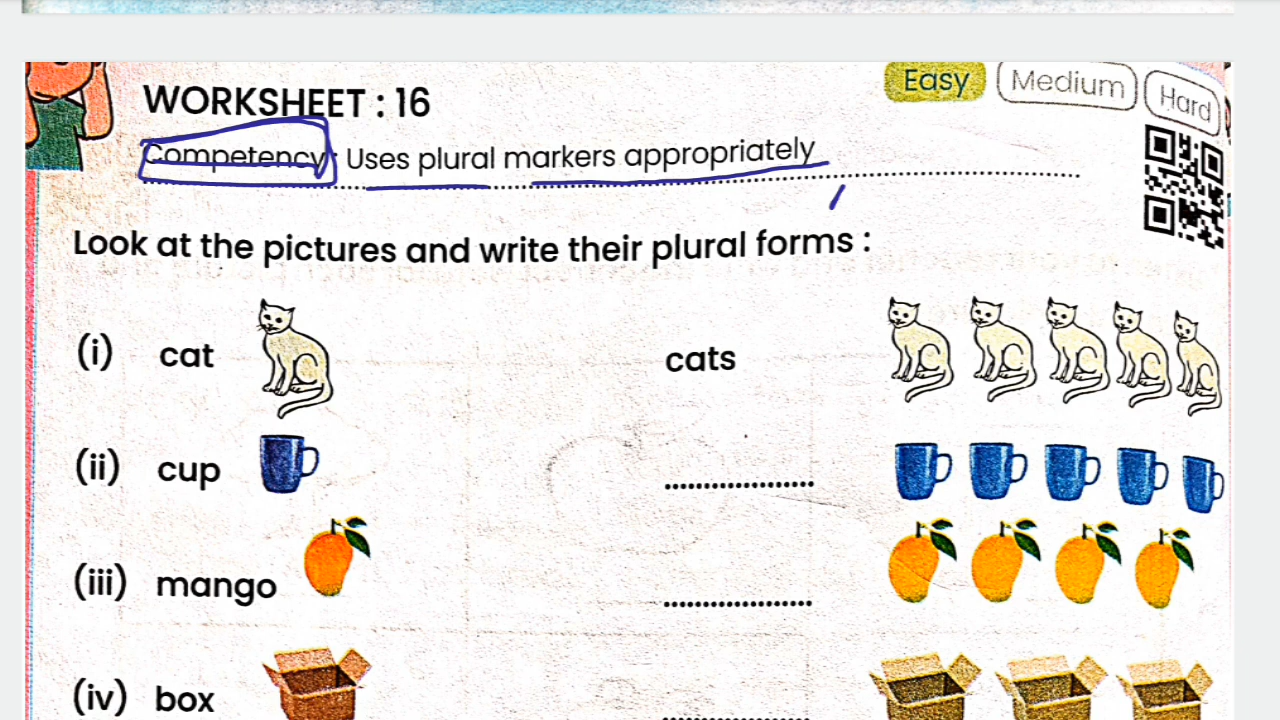 Easy Medium Hard
WORKSHEET : 16
Competency : Uses plural markers appropriately
Look at the pictures and write their plural forms :
(i) cat cats
(ii) cup ..................
(iii) mango ..................
(iv) box ..................